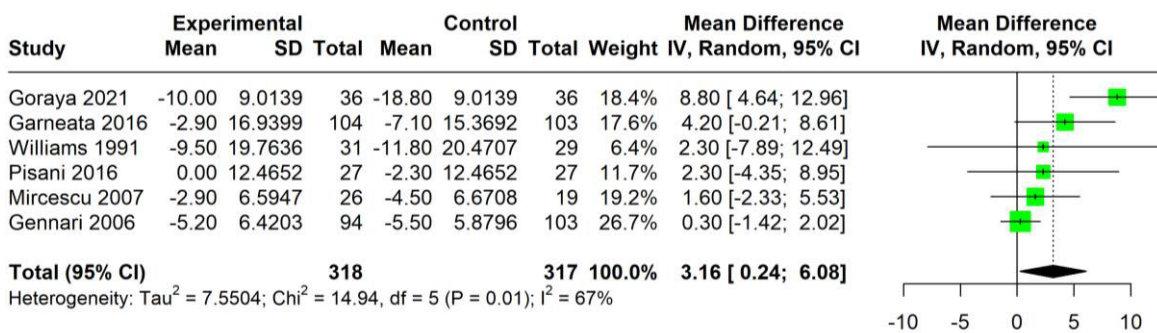 Experimental Control Mean Difference Mean Difference
Study Mean SD Total Mean SD Total Weight IV, Random, 95% CI IV, Random, 95% CI
Goraya 2021 -10.00 9.0139 36 -18.80 9.0139 36 18.4% 8.80 [ 4.64; 12.96]
Garneata 2016 -2.90 16.9399 104 -7.10 15.3692 103 17.6% 4.20 [-0.21; 8.61]
Williams 1991 -9.50 19.7636 31 -11.80 20.4707 29 6.4% 2.30 [-7.89; 12.49]
Pisani 2016 0.00 12.4652 27 -2.30 12.4652 27 11.7% 2.30 [-4.35; 8.95]
Mircescu 2007 -2.90 6.5947 26 -4.50 6.6708 19 19.2% 1.60 [-2.33; 5.53]
Gennari 2006 -5.20 6.4203 94 -5.50 5.8796 103 26.7% 0.30 [-1.42; 2.02]
Total (95% CI) 318 317 100.0% 3.16 [ 0.24; 6.08]
Heterogeneity: Tau² = 7.5504; Chi² = 14.94, df = 5 (P = 0.01); I² = 67%
-10 -5 0 5 10